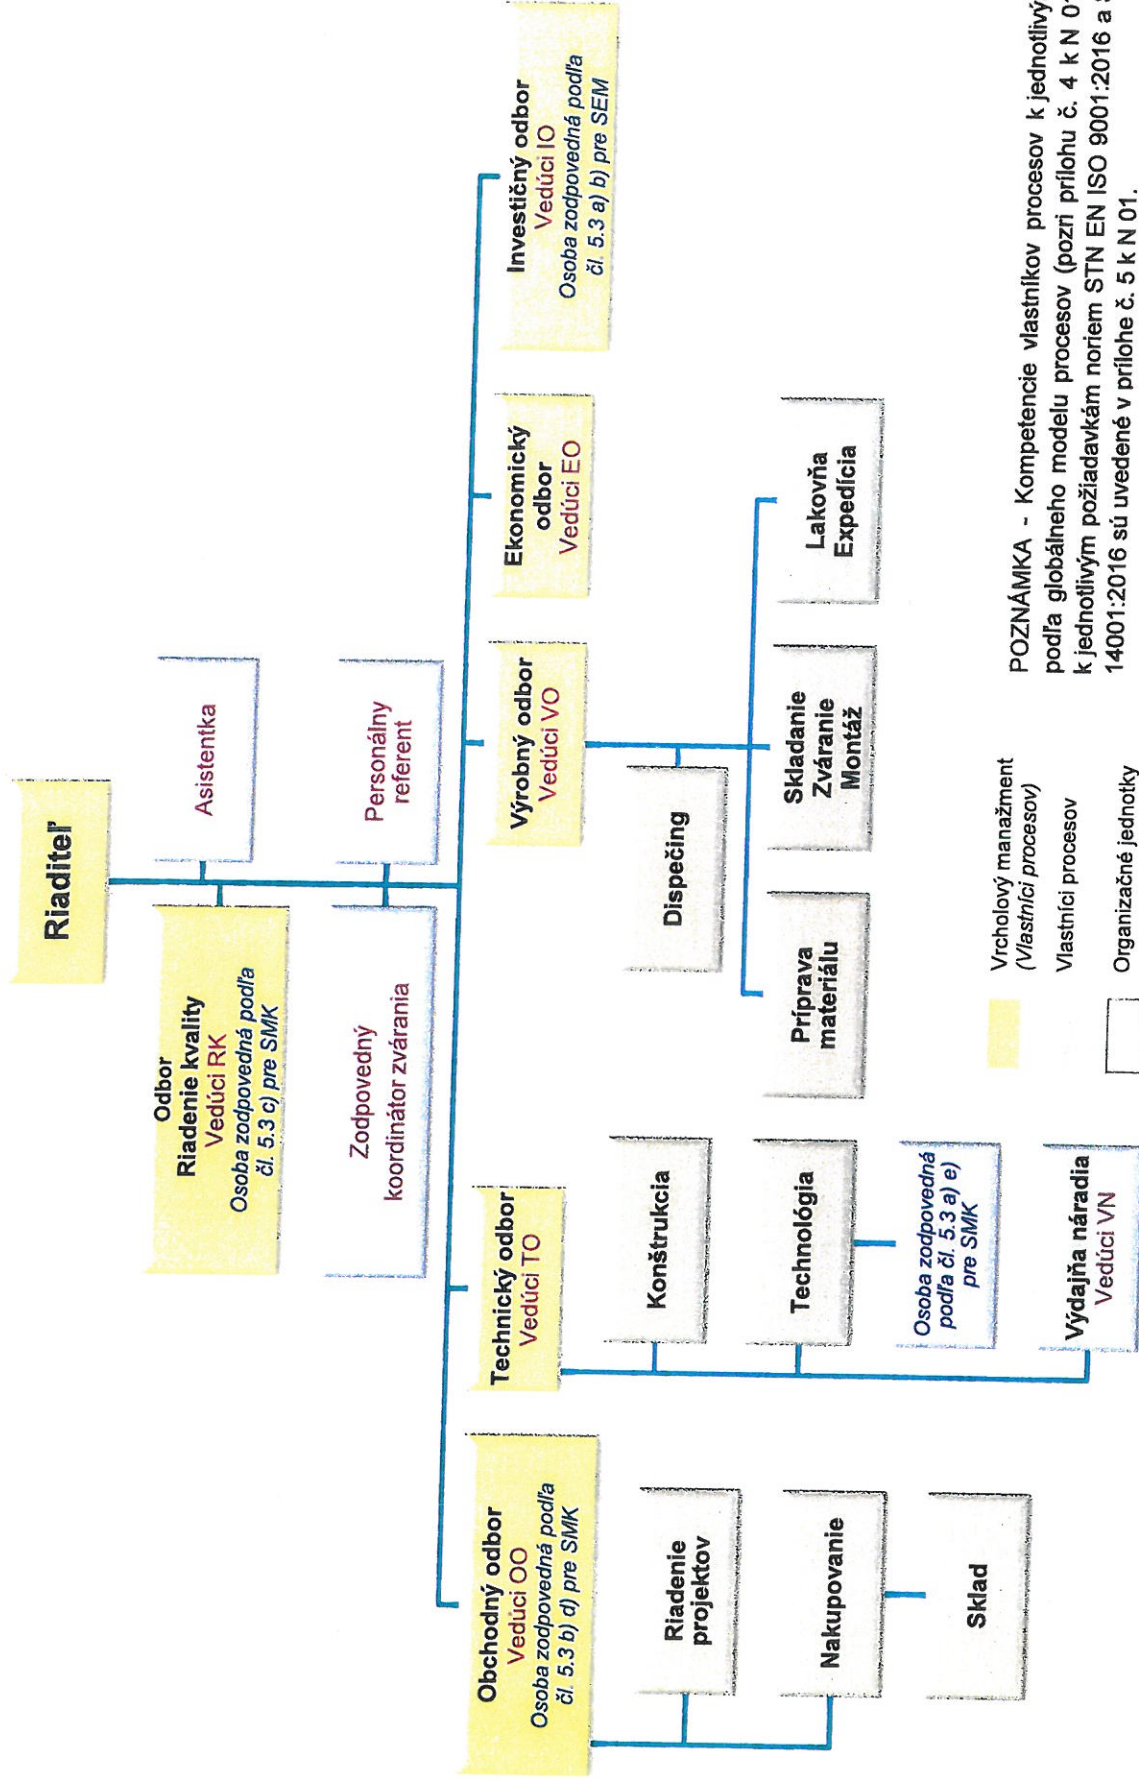 Riaditeľ
Odbor
Riadenie kvality
Vedúci RK
Osoba zodpovedná podľa
čl. 5.3 c) pre SMK
Asistentka
Zodpovedný
koordinátor zvárania
Personálny
referent
Obchodný odbor
Vedúci OO
Osoba zodpovedná podľa
čl. 5.3 b) d) pre SMK
Technický odbor
Vedúci TO
Výrobný odbor
Vedúci VO
Ekonomický
odbor
Vedúci EO
Investičný odbor
Vedúci IO
Osoba zodpovedná podľa
čl. 5.3 a) b) pre SEM
Riadenie
projektov
Nakupovanie
Sklad
Konštrukcia
Technológia
Osoba zodpovedná
podľa čl. 5.3 a) e)
pre SMK
Výdajňa náradia
Vedúci VN
Dispečing
Príprava
materiálu
Skladanie
Zváranie
Montáž
Lakovňa
Expedícia
Vrcholový manažment
(Vlastníci procesov)
Vlastníci procesov
Organizačné jednotky
POZNÁMKA - Kompetencie vlastníkov procesov k jednotlivý
podľa globálneho modelu procesov (pozri prílohu č. 4 k N 01
k jednotlivým požiadavkám noriem STN EN ISO 9001:2016 a
14001:2016 sú uvedené v prílohe č. 5 k N 01.